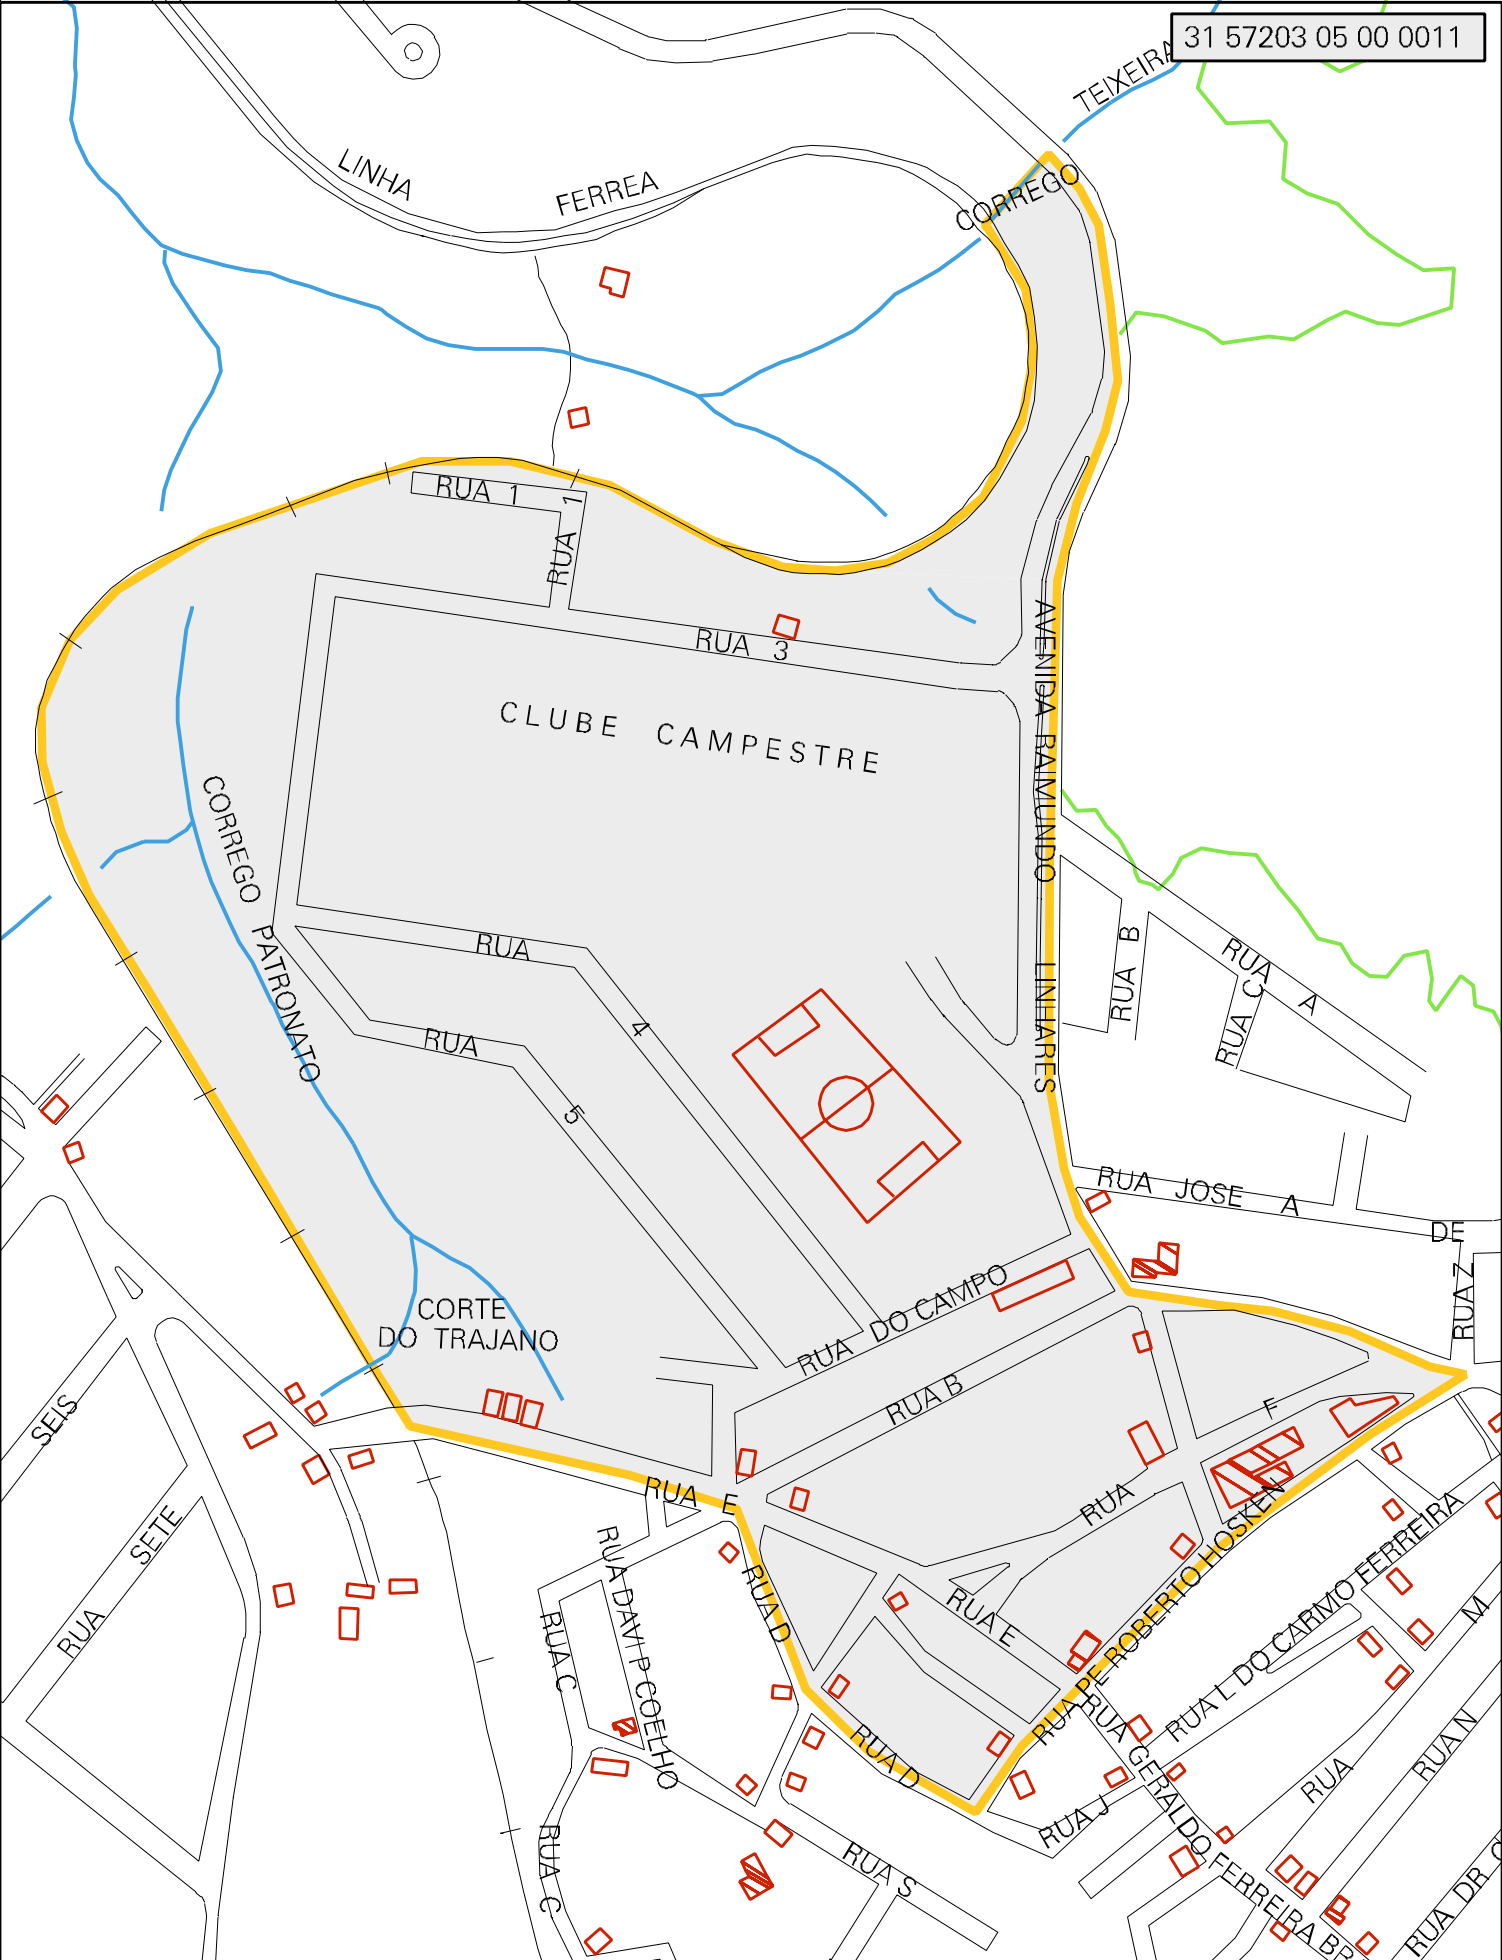 31 57203 05 00 0011
TEIXEIRA
CORREGO
LINHA
FERREA
RUA 1
RUA 1
RUA 3
CLUBE CAMPESTRE
AVENIDA RAIMUNDO LINHARES
CORREGO PATRONATO
RUA 4
RUA 5
RUA B
RUA C
RUA A
RUA JOSE A
DE
RUA Z
CORTE
DO TRAJANO
RUA DO CAMPO
RUA B
RUA F
RUA E
RUA E
RUA D
RUA D
RUA PE ROBERTO HOSKEN
SEIS
SETE
RUA
RUA C
RUA DAVI P COELHO
RUA C
RUA S
RUA J
RUA GERALDO FERREIRA BR
RUA L DO CARMO FERREIRA
RUA M
RUA N
RUA DR